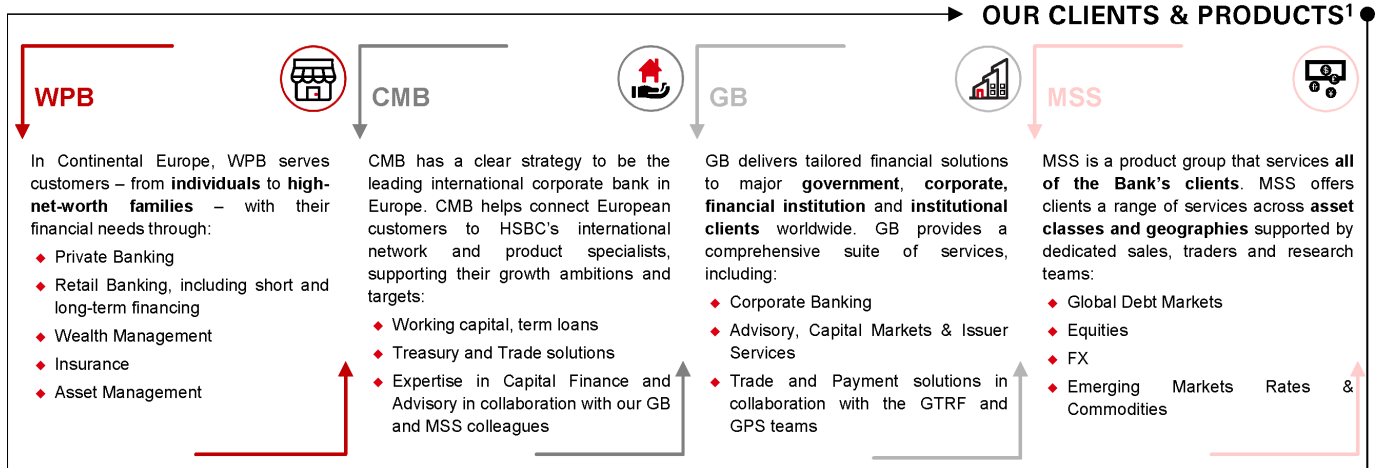 OUR CLIENTS & PRODUCTS¹
WPB
In Continental Europe, WPB serves
customers – from individuals to high-
net-worth families – with their
financial needs through:
Private Banking
Retail Banking, including short and
long-term financing
Wealth Management
Insurance
Asset Management
CMB
CMB has a clear strategy to be the
leading international corporate bank in
Europe. CMB helps connect European
customers to HSBC's international
network and product specialists,
supporting their growth ambitions and
targets:
Working capital, term loans
Treasury and Trade solutions
Expertise in Capital Finance and
Advisory in collaboration with our GB
and MSS colleagues
GB
GB delivers tailored financial solutions
to major government, corporate,
financial institution and institutional
clients worldwide. GB provides a
comprehensive suite of services,
including:
Corporate Banking
Advisory, Capital Markets & Issuer
Services
Trade and Payment solutions in
collaboration with the GTRF and
GPS teams
MSS
MSS is a product group that services all
of the Bank's clients. MSS offers
clients a range of services across asset
classes and geographies supported by
dedicated sales, traders and research
teams:
Global Debt Markets
Equities
FX
Emerging Markets Rates &
Commodities